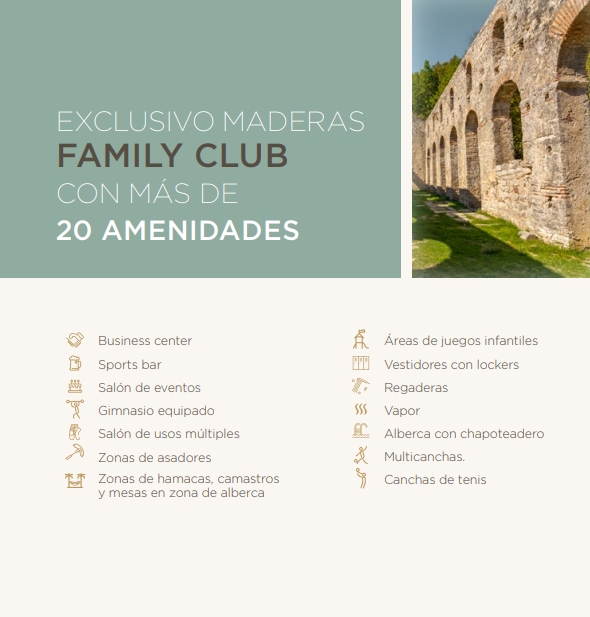 EXCLUSIVO MADERAS
FAMILY CLUB
CON MÁS DE
20 AMENIDADES
Business center
Sports bar
Salón de eventos
Gimnasio equipado
Salón de usos múltiples
Zonas de asadores
Zonas de hamacas, camastros
y mesas en zona de alberca
Áreas de juegos infantiles
Vestidores con lockers
Regaderas
Vapor
Alberca con chapoteadero
Multicanchas.
Canchas de tenis